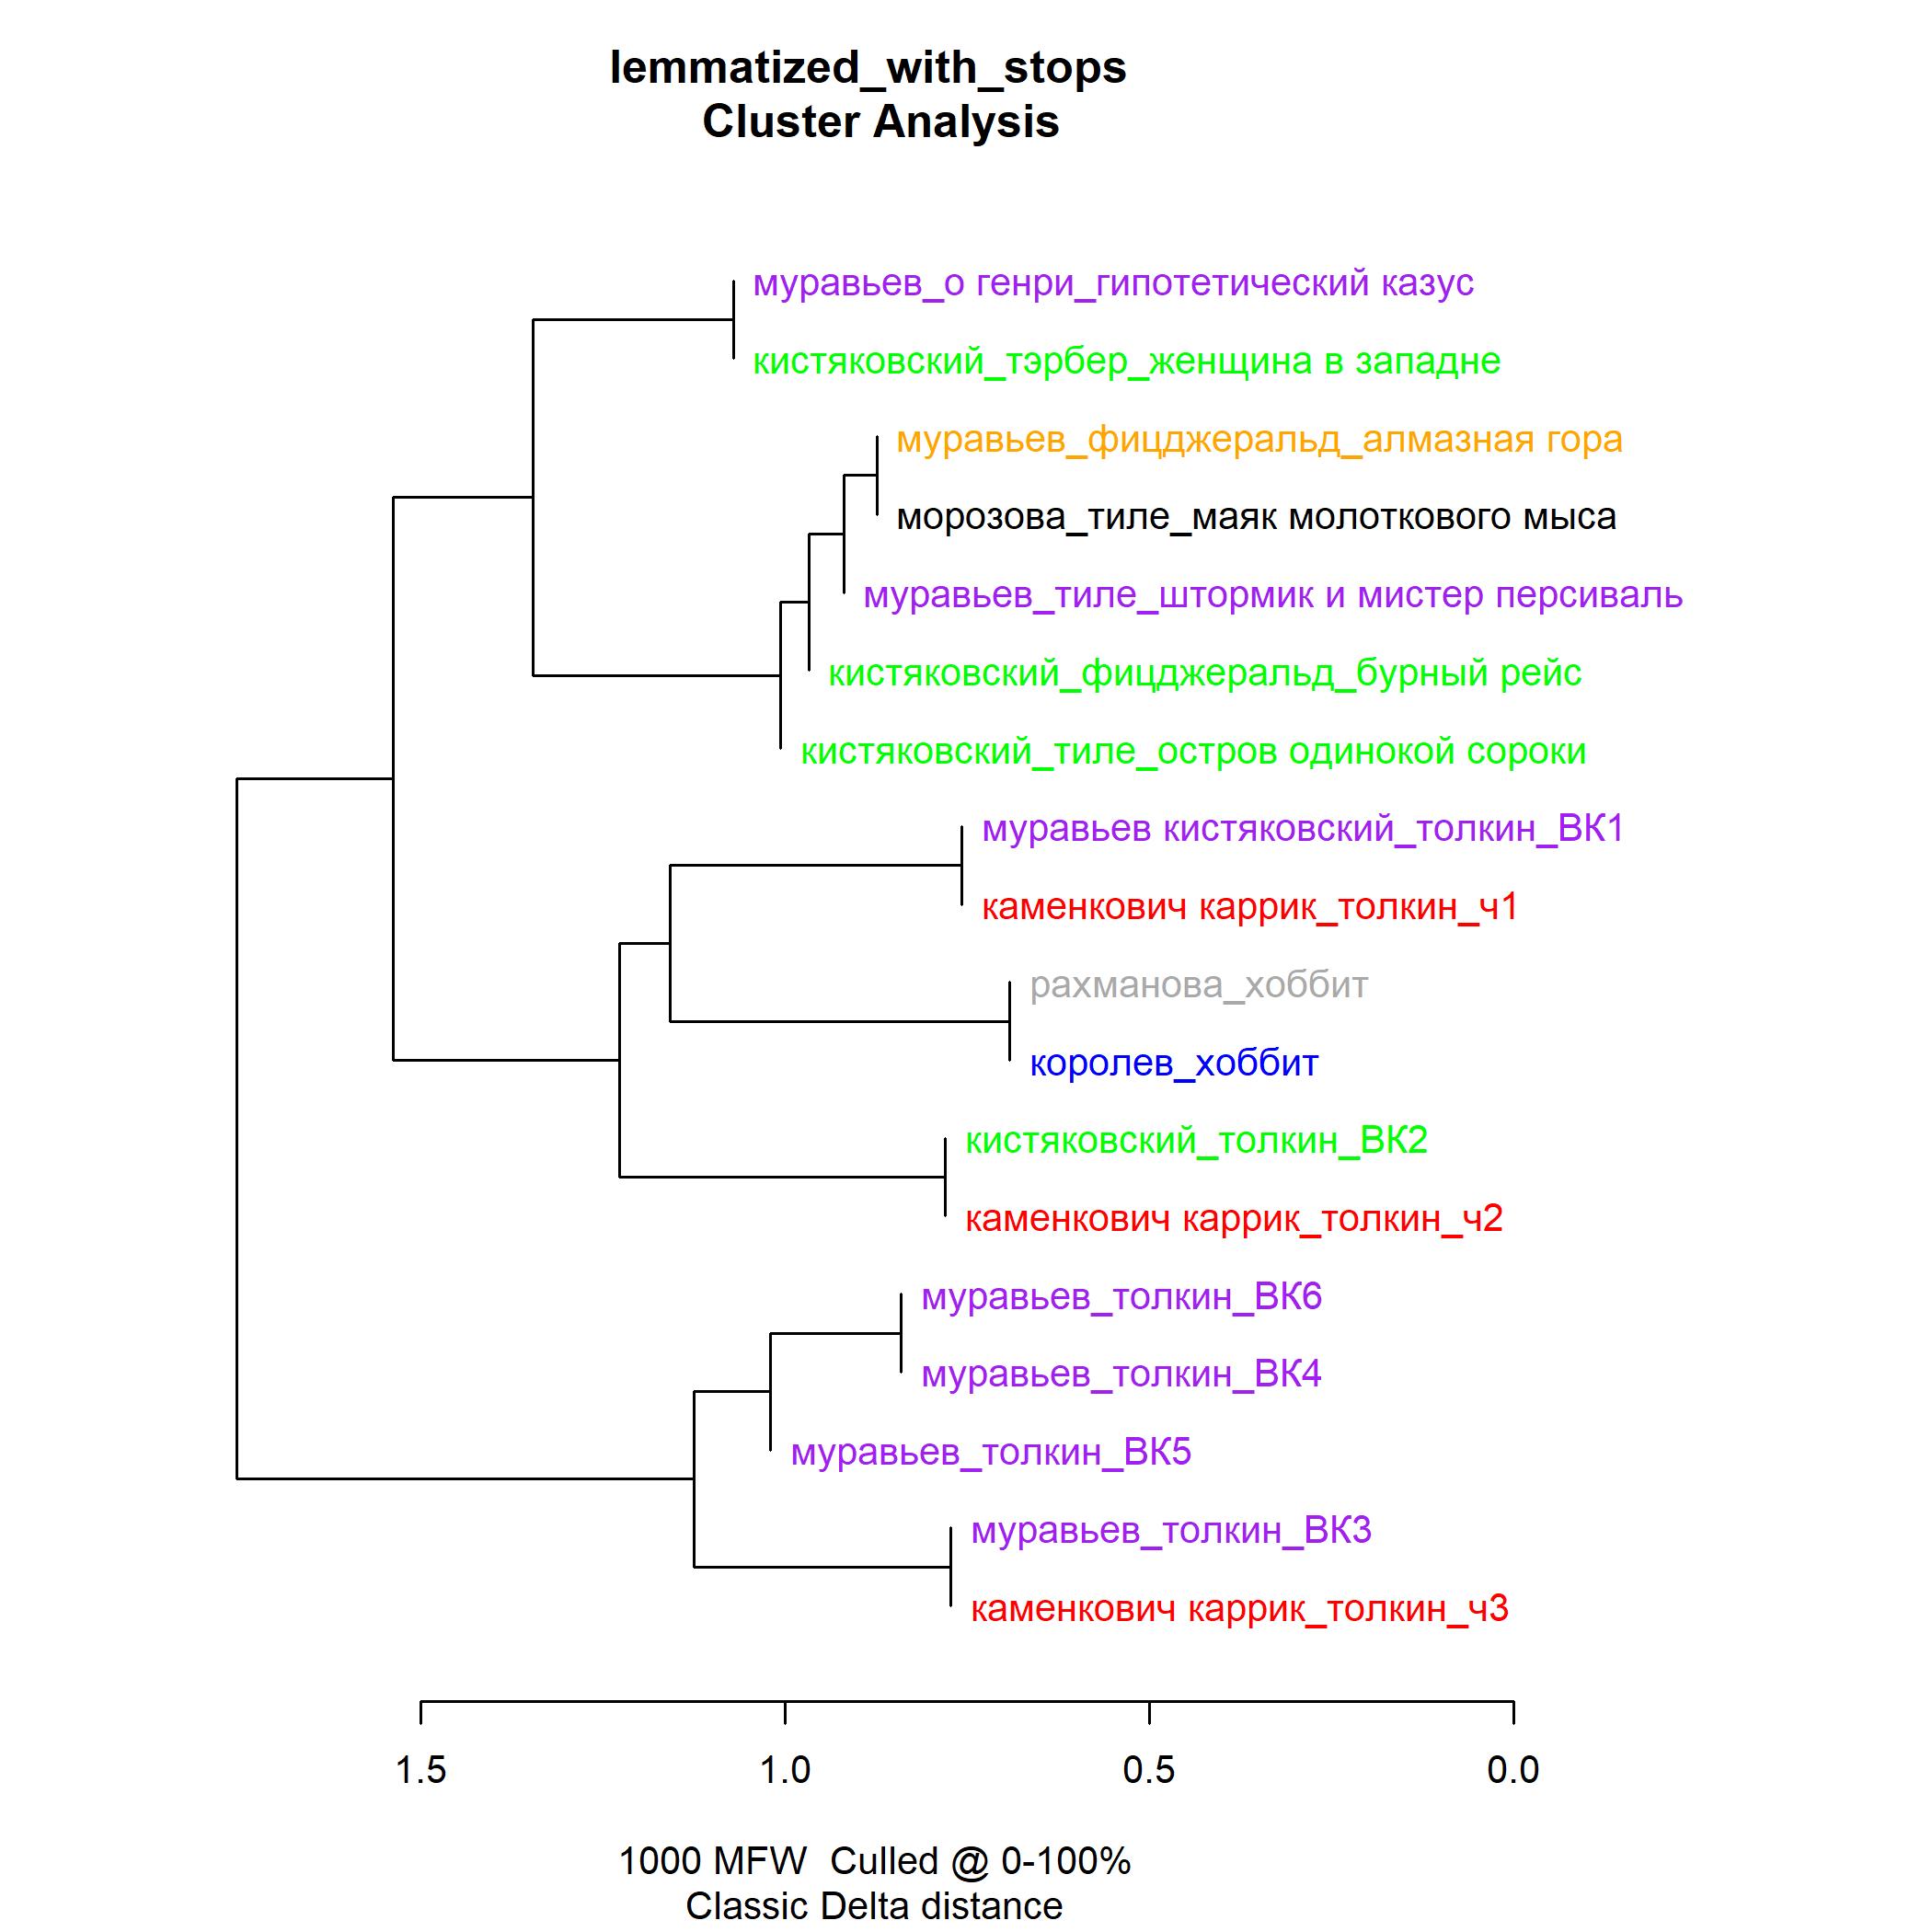 lemmatized_with_stops
Cluster Analysis
муравьев_о генри_гипотетический казус
кистяковский_тэрбер_женщина в западне
муравьев_фицджеральд_алмазная гора
морозова_тиле_маяк молоткового мыса
муравьев_тиле_штормик и мистер персиваль
кистяковский_фицджеральд_бурный рейс
кистяковский_тиле_остров одинокой сороки
муравьев кистяковский_толкин_ВК1
каменкович каррик_толкин_ч1
рахманова_хоббит
королев_хоббит
кистяковский_толкин_ВК2
каменкович каррик_толкин_ч2
муравьев_толкин_ВК6
муравьев_толкин_ВК4
муравьев_толкин_ВК5
муравьев_толкин_ВК3
каменкович каррик_толкин_ч3
1.5 1.0 0.5 0.0
1000 MFW  Culled @ 0-100%
Classic Delta distance